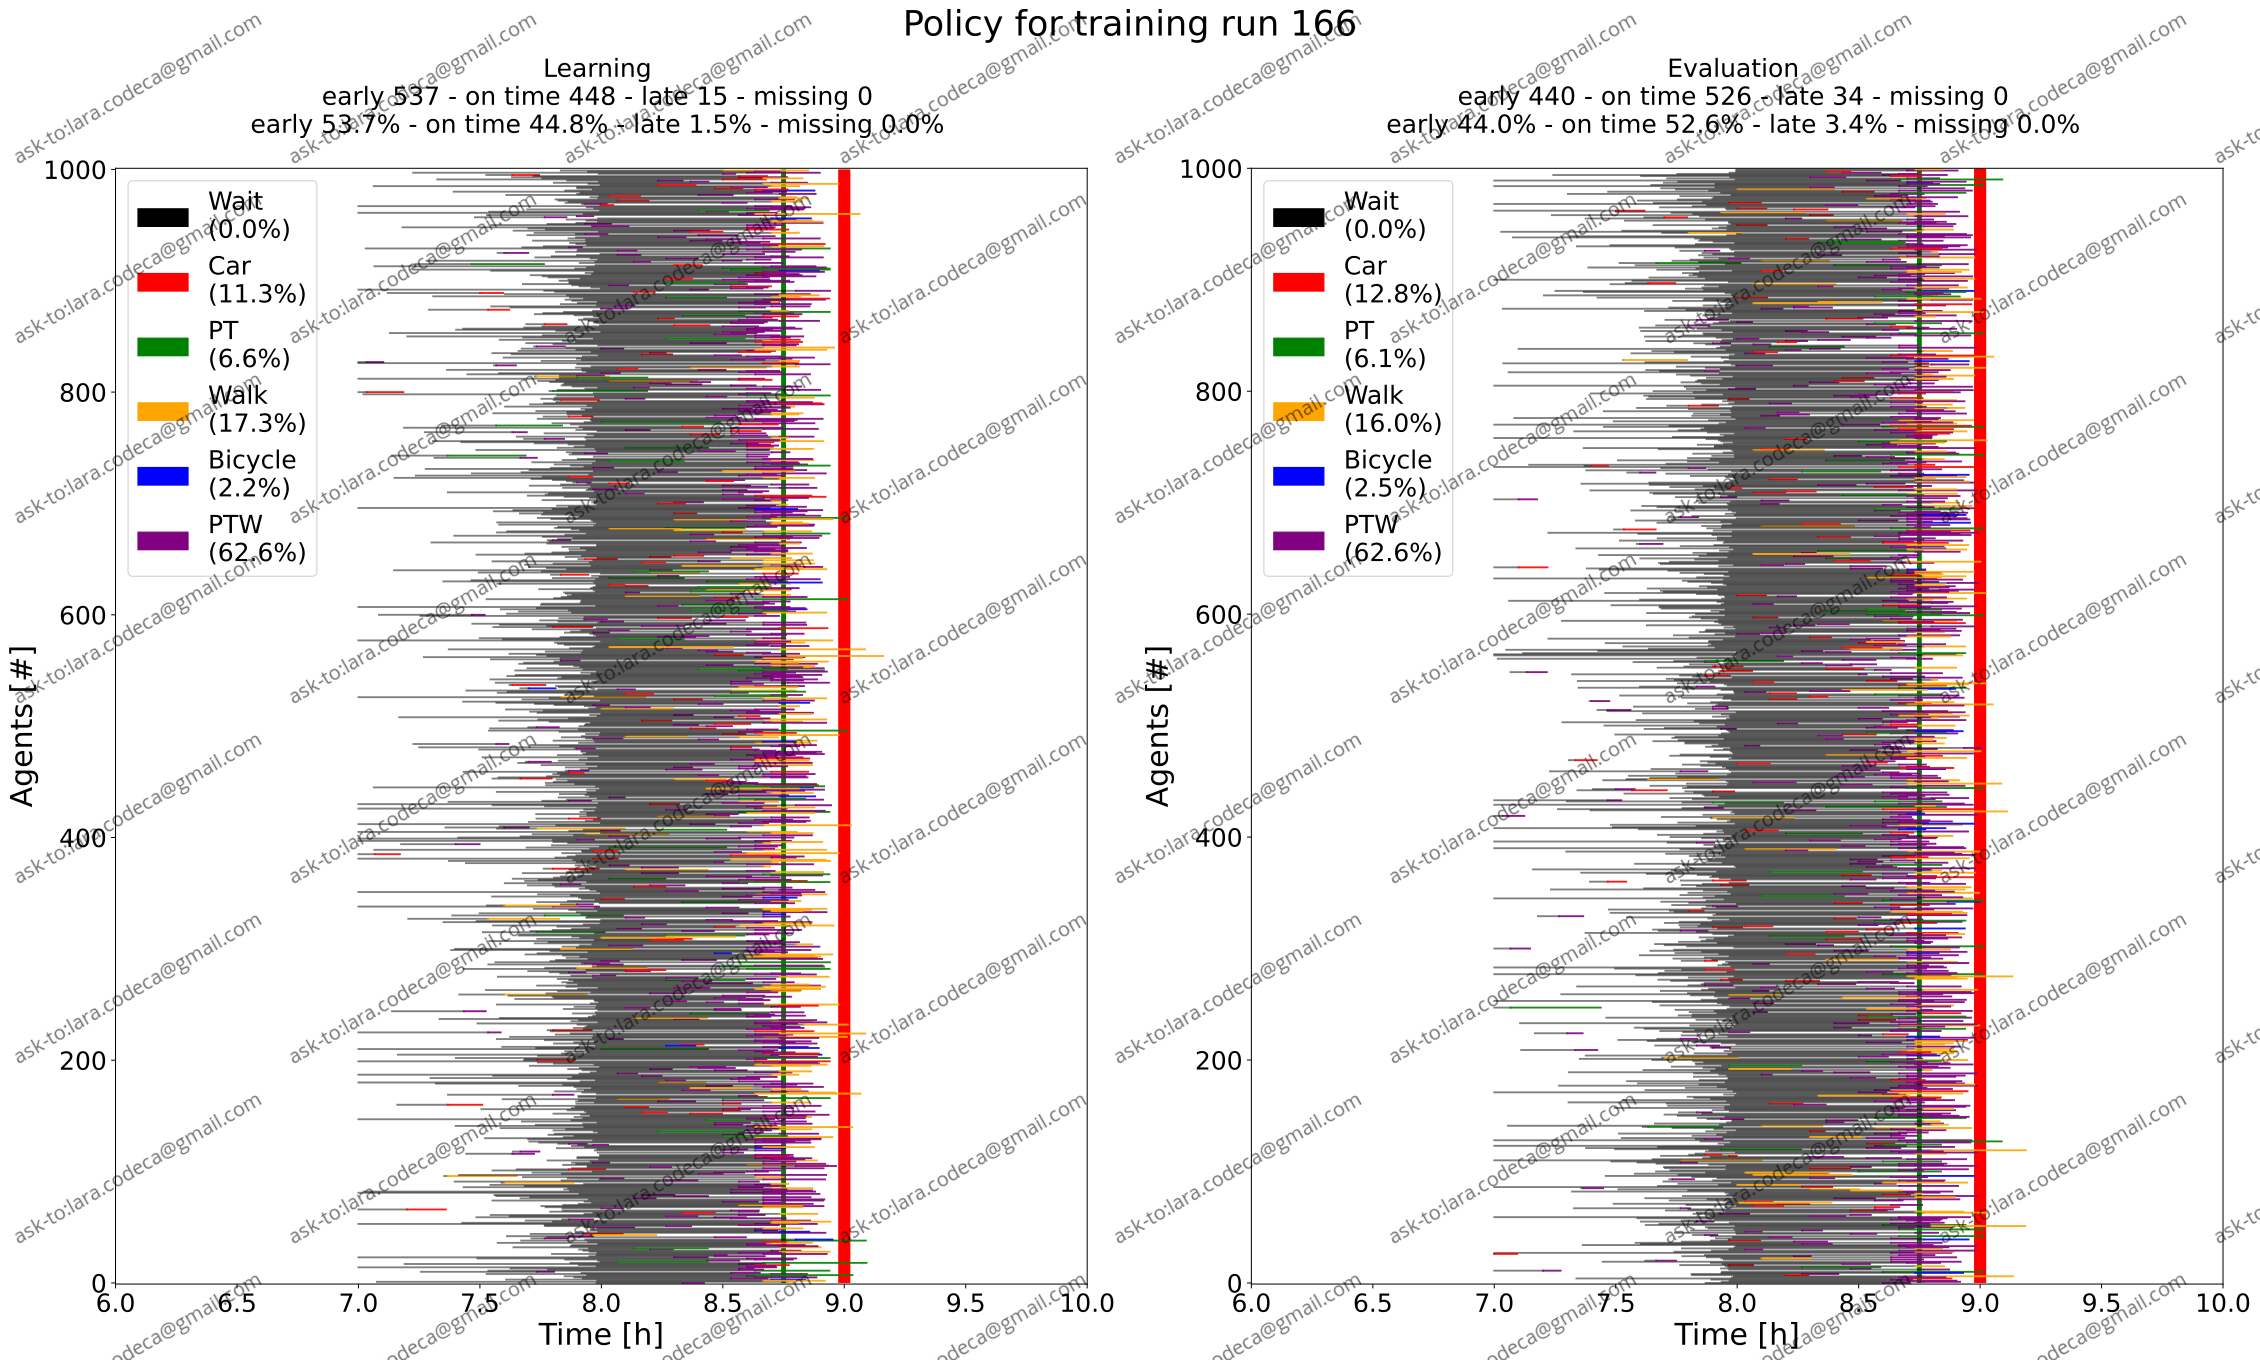 Policy for training run 166
Learning
early 537 - on time 448 - late 15 - missing 0
early 53.7% - on time 44.8% - late 1.5% - missing 0.0%
1000
800
600
400
200
0
Agents [#]
Wait
(0.0%)
Car
(11.3%)
PT
(6.6%)
Walk
(17.3%)
Bicycle
(2.2%)
PTW
(62.6%)
6.0 6.5 7.0 7.5 8.0 8.5 9.0 9.5 10.0
Time [h]
Evaluation
early 440 - on time 526 - late 34 - missing 0
early 44.0% - on time 52.6% - late 3.4% - missing 0.0%
1000
800
600
400
200
0
Agents [#]
Wait
(0.0%)
Car
(12.8%)
PT
(6.1%)
Walk
(16.0%)
Bicycle
(2.5%)
PTW
(62.6%)
6.0 6.5 7.0 7.5 8.0 8.5 9.0 9.5 10.0
Time [h]
ask-to:lara.codeca@gmail.com